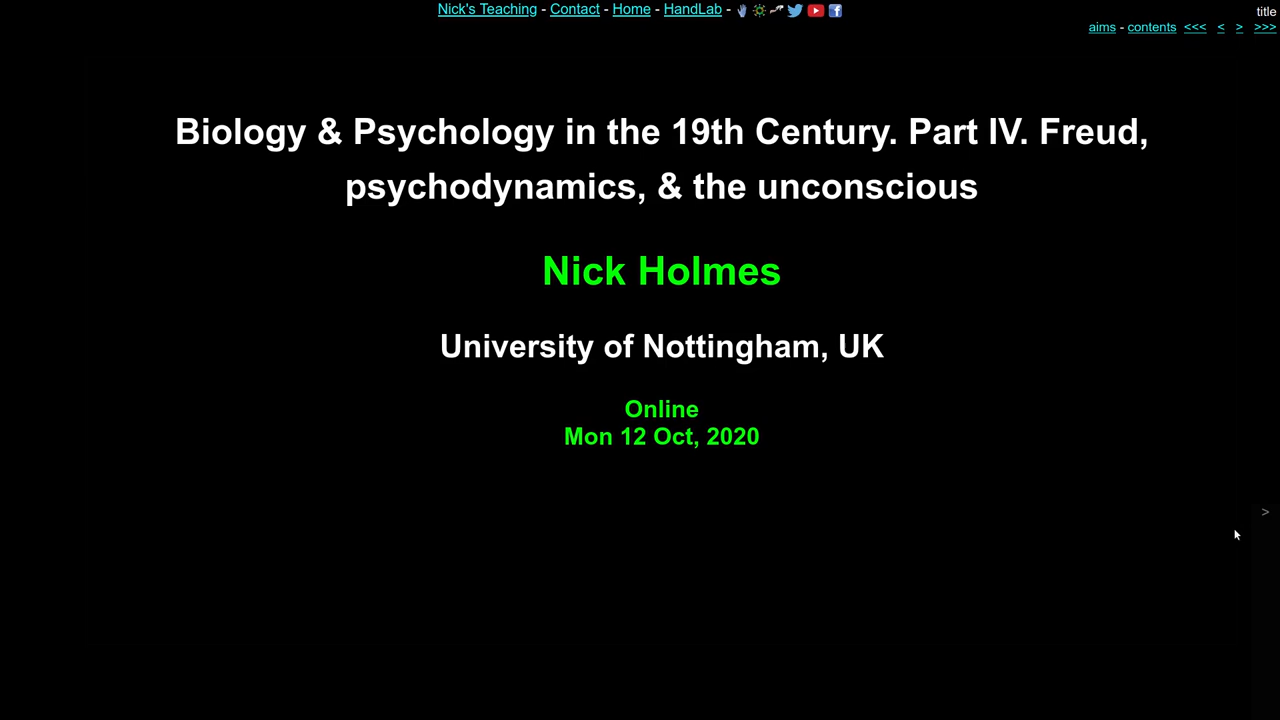 Nick's Teaching - Contact - Home - HandLab -
title
aims - contents <<< < > >>>
Biology & Psychology in the 19th Century. Part IV. Freud,
psychodynamics, & the unconscious
Nick Holmes
University of Nottingham, UK
Online
Mon 12 Oct, 2020
>